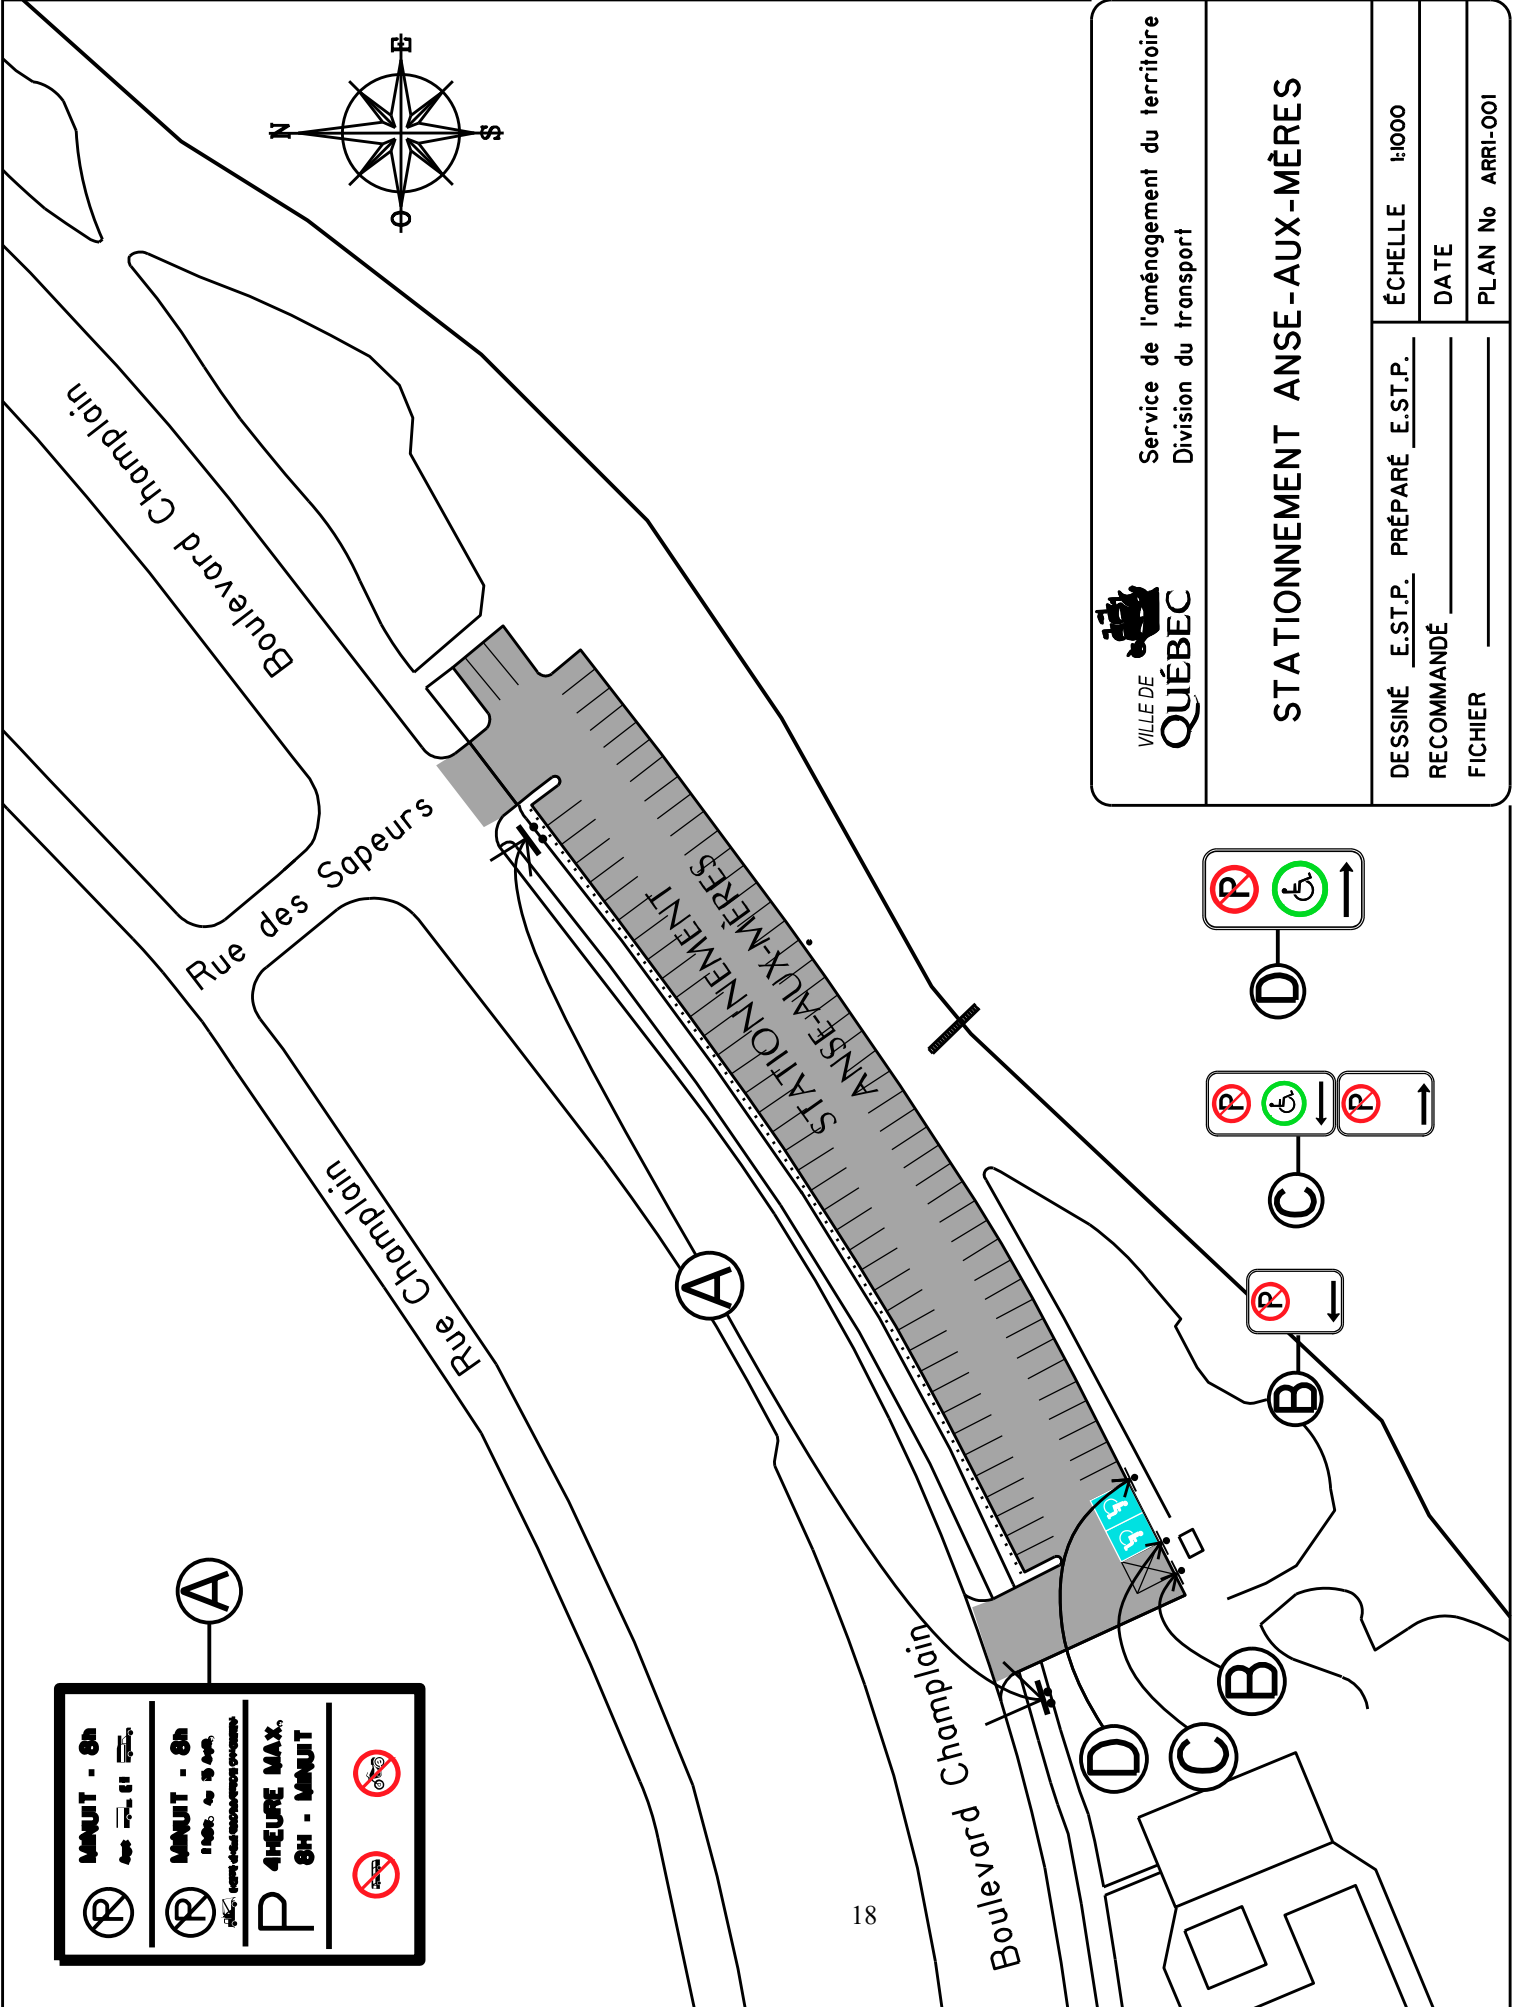 N
E
S
O
Boulevard Champlain
Rue des Sapeurs
Rue Champlain
STATIONNEMENT
ANSE-AUX-MÈRES
Boulevard Champlain
A
A
P MINUIT - 8h
P MINUIT - 8h
P 4HEURE MAX.
8H - MINUIT
D
C
B
B
P
C
P
P
D
P
VILLE DE
QUÉBEC
Service de l'aménagement du territoire
Division du transport
STATIONNEMENT ANSE-AUX-MÈRES
DESSINÉ E.ST.P. PRÉPARÉ E.ST.P.
RECOMMANDÉ
FICHIER
ÉCHELLE 1:1000
DATE
PLAN No ARRI-001
18